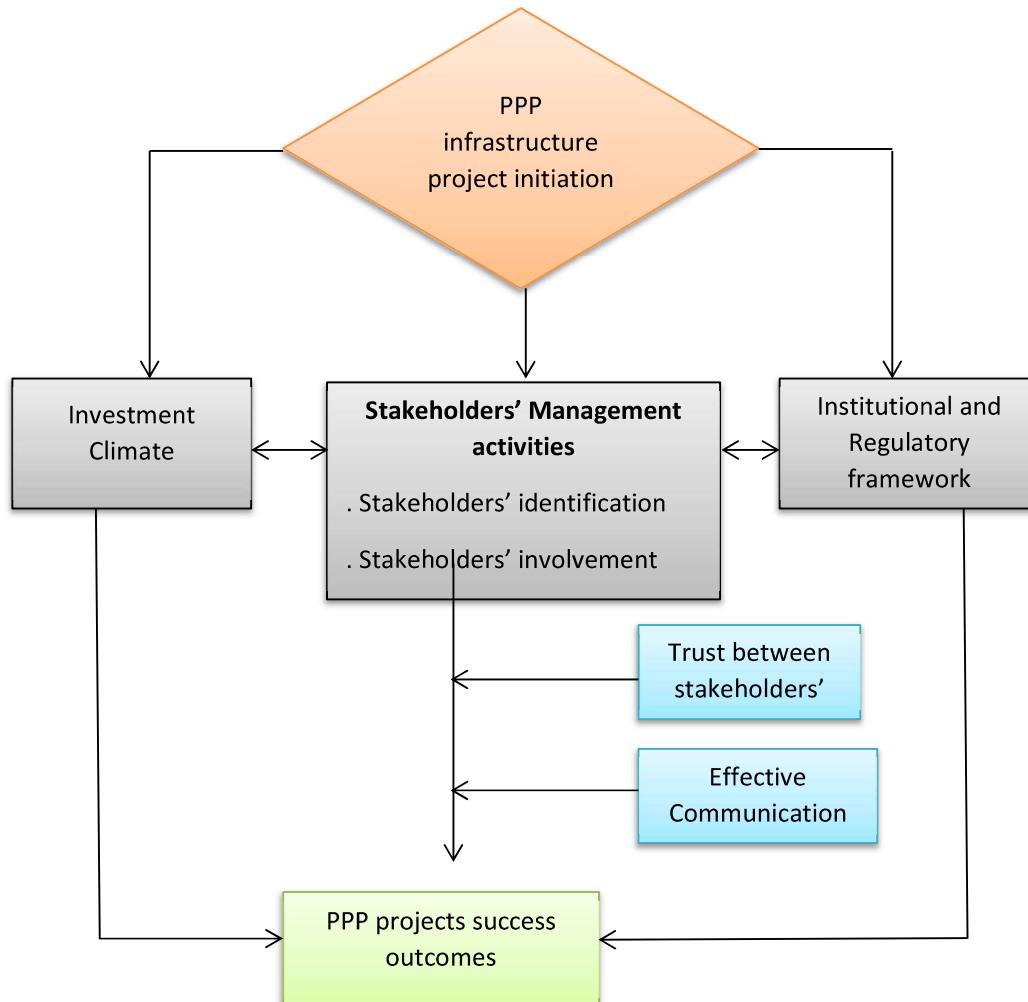 PPP
infrastructure
project initiation
Investment
Climate
Stakeholders’ Management
activities
. Stakeholders’ identification
. Stakeholders’ involvement
Institutional and
Regulatory
framework
Trust between
stakeholders’
Effective
Communication
PPP projects success
outcomes